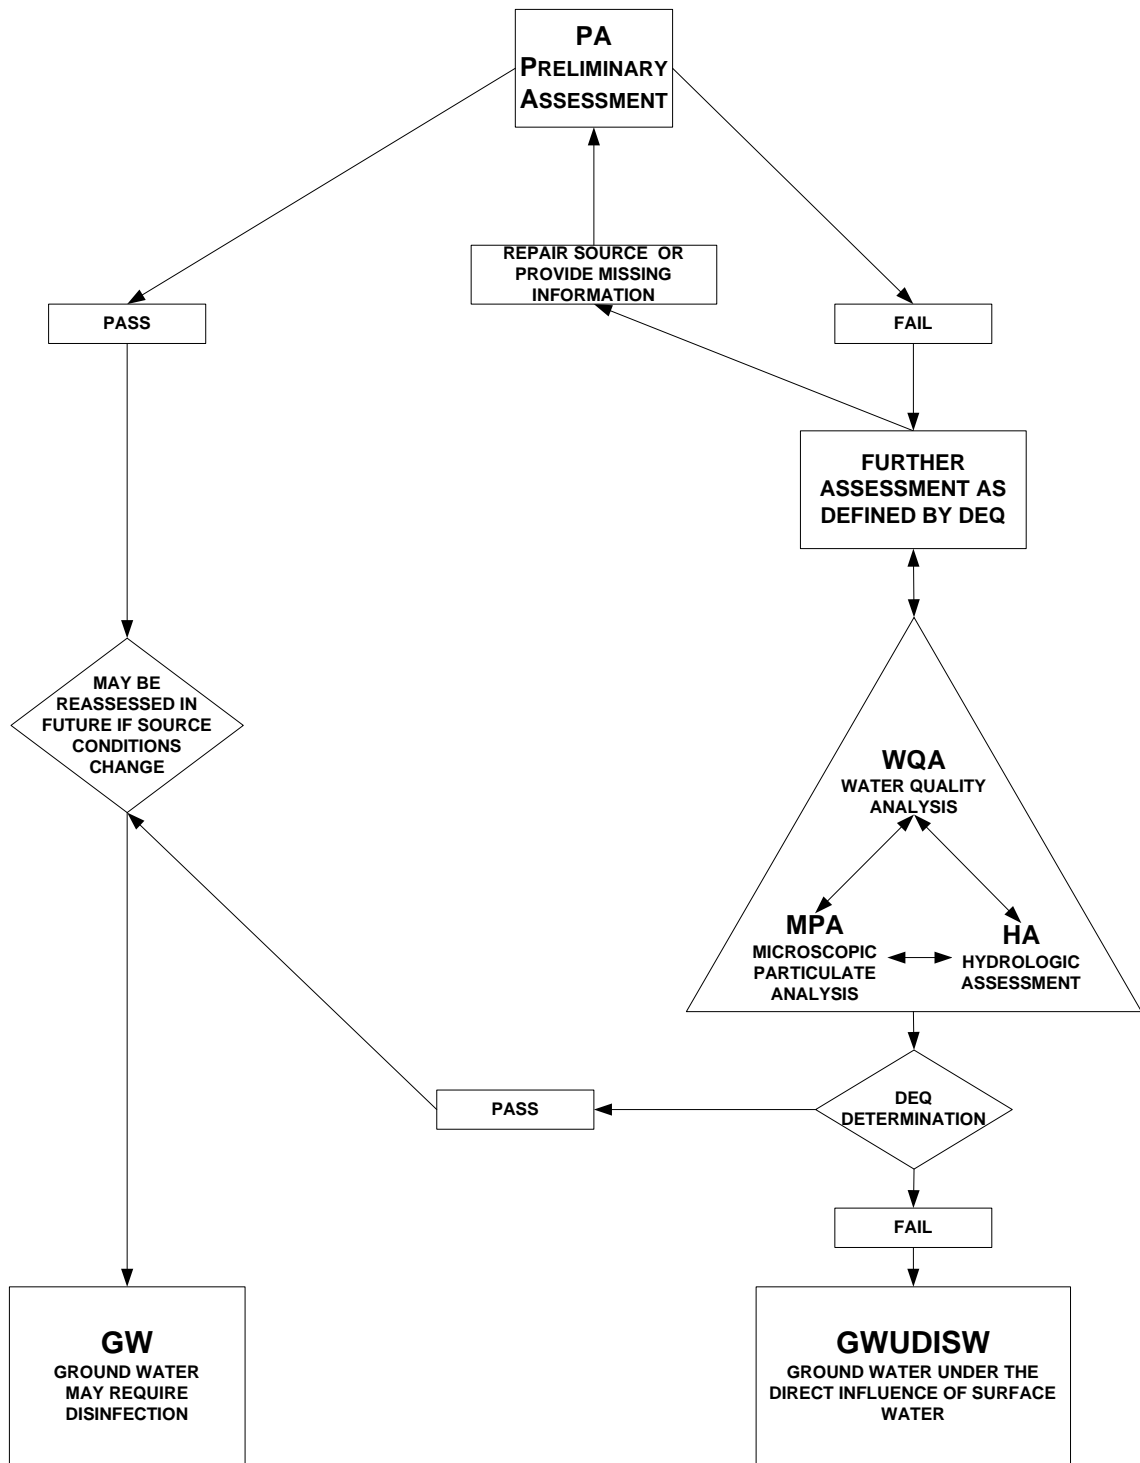 PA
PRELIMINARY
ASSESSMENT
REPAIR SOURCE OR
PROVIDE MISSING
INFORMATION
PASS
FAIL
FURTHER
ASSESSMENT AS
DEFINED BY DEQ
MAY BE
REASSESSED IN
FUTURE IF SOURCE
CONDITIONS
CHANGE
WQA
WATER QUALITY
ANALYSIS
MPA
MICROSCOPIC
PARTICULATE
ANALYSIS
HA
HYDROLOGIC
ASSESSMENT
PASS
DEQ
DETERMINATION
FAIL
GW
GROUND WATER
MAY REQUIRE
DISINFECTION
GWUDISW
GROUND WATER UNDER THE
DIRECT INFLUENCE OF SURFACE
WATER